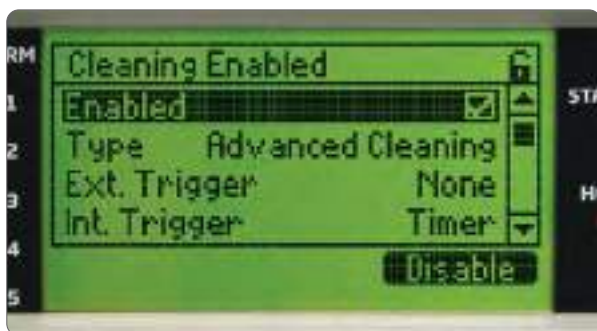 Cleaning Enabled
Enabled
Type Advanced Cleaning
Ext. Trigger None
Int. Trigger Timer
Disable
RM
1
2
3
4
5
STA
H